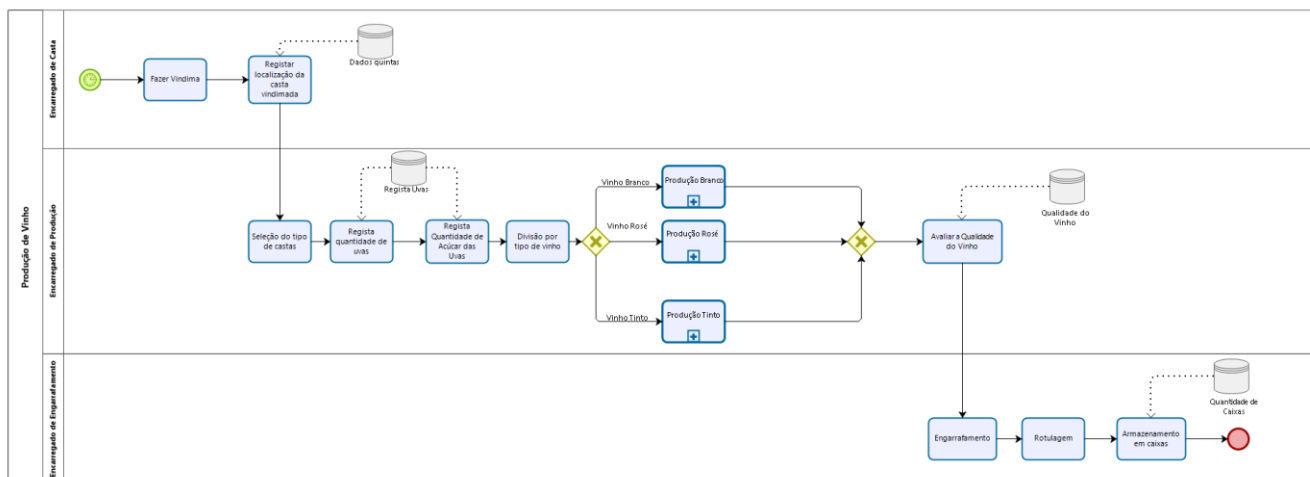 Produção de Vinho
Encarregado de Casta
Fazer Vindima
Registar
localização da
casta
vindimada
Dados quintas
Encarregado de Produção
Seleção do tipo
de castas
Regista
quantidade de
uvas
Regista Uvas
Regista
Quantidade de
Açúcar das
Uvas
Divisão por
tipo de vinho
Vinho Branco
Produção Branco
Vinho Rosé
Produção Rosé
Vinho Tinto
Produção Tinto
Avaliar a Qualidade
do Vinho
Qualidade do
Vinho
Encarregado de Engarrafamento
Engarrafamento
Rotulagem
Armazenamento
em caixas
Quantidade de
Caixas